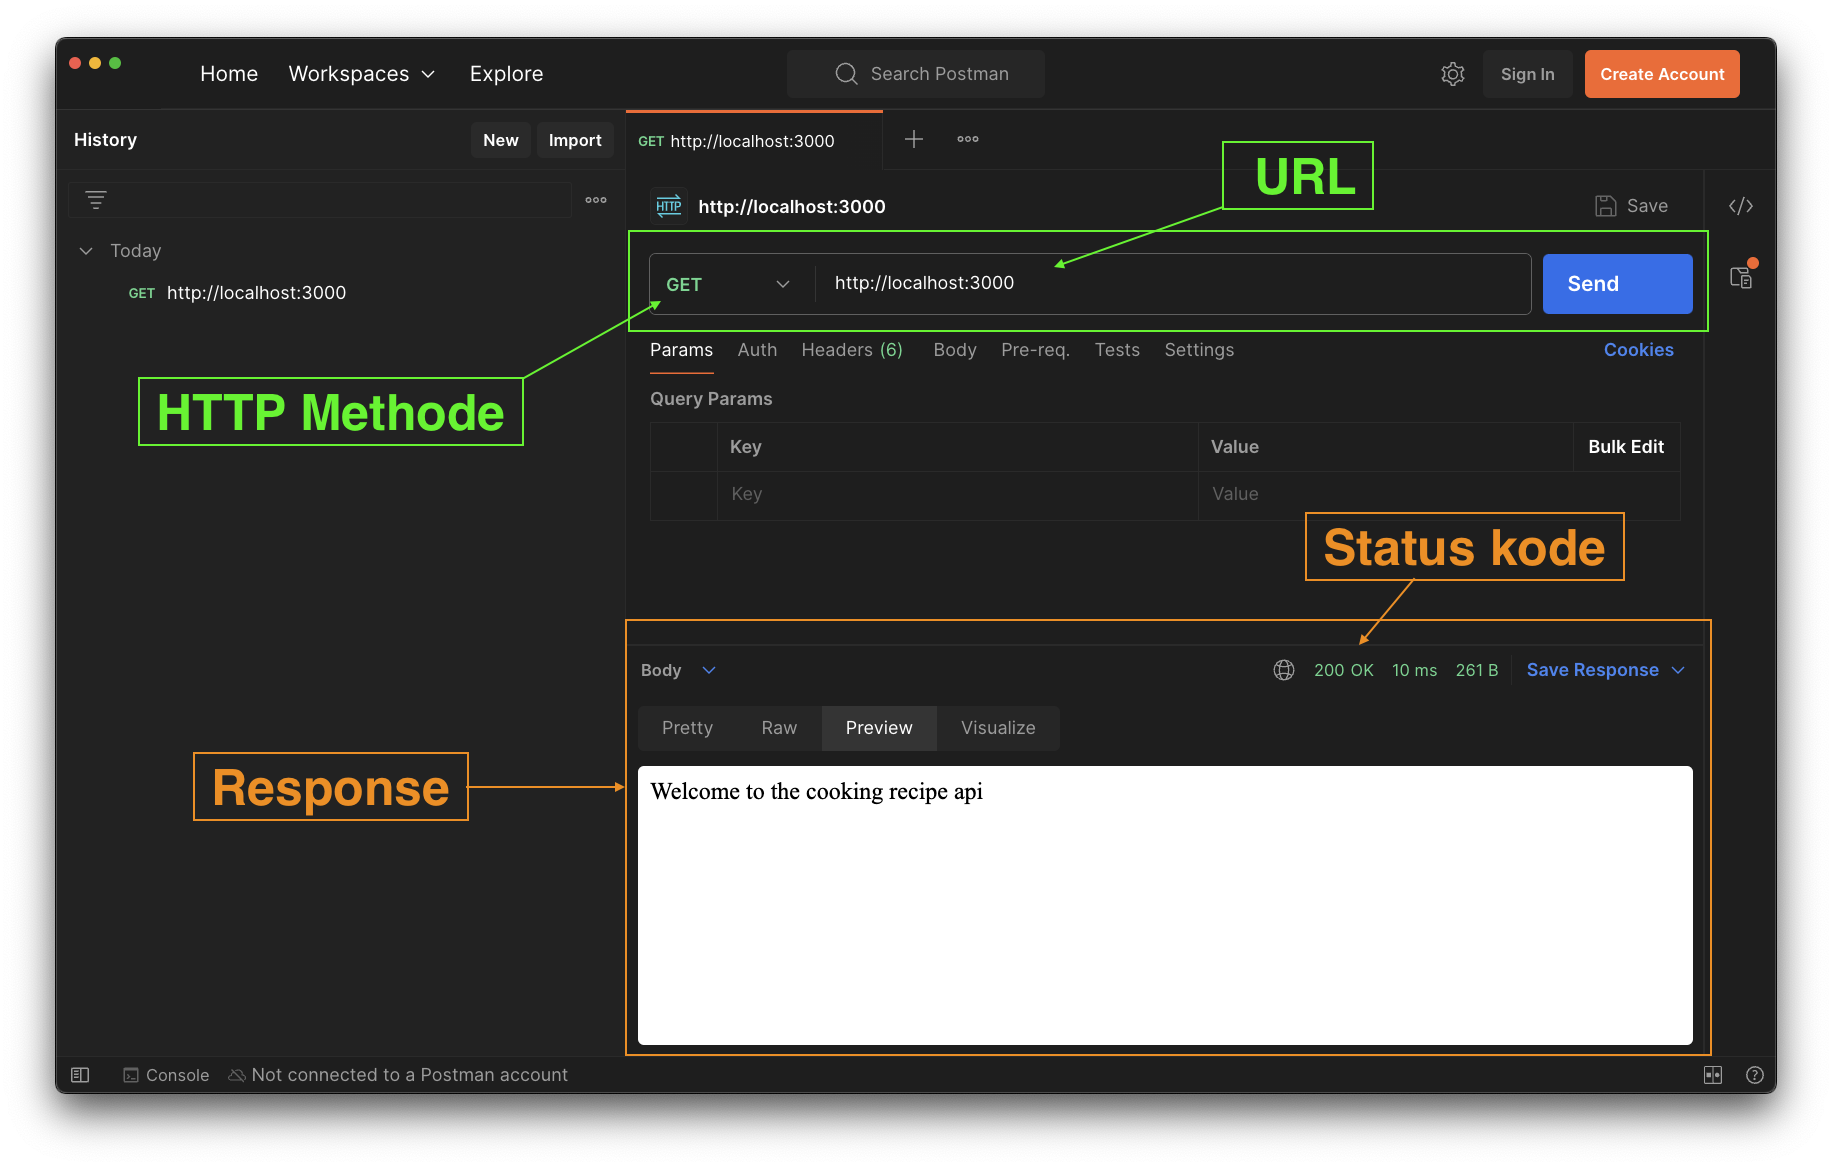 Home Workspaces Explore Search Postman Sign In Create Account
History New Import
GET http://localhost:3000
URL
HTTP http://localhost:3000 Save </>
Today
GET http://localhost:3000
GET http://localhost:3000 Send
Params Auth Headers (6) Body Pre-req. Tests Settings Cookies
HTTP Methode
Query Params
Key Value Bulk Edit
Key Value
Status kode
Body 200 OK 10 ms 261 B Save Response
Pretty Raw Preview Visualize
Response
Welcome to the cooking recipe api
Console Not connected to a Postman account